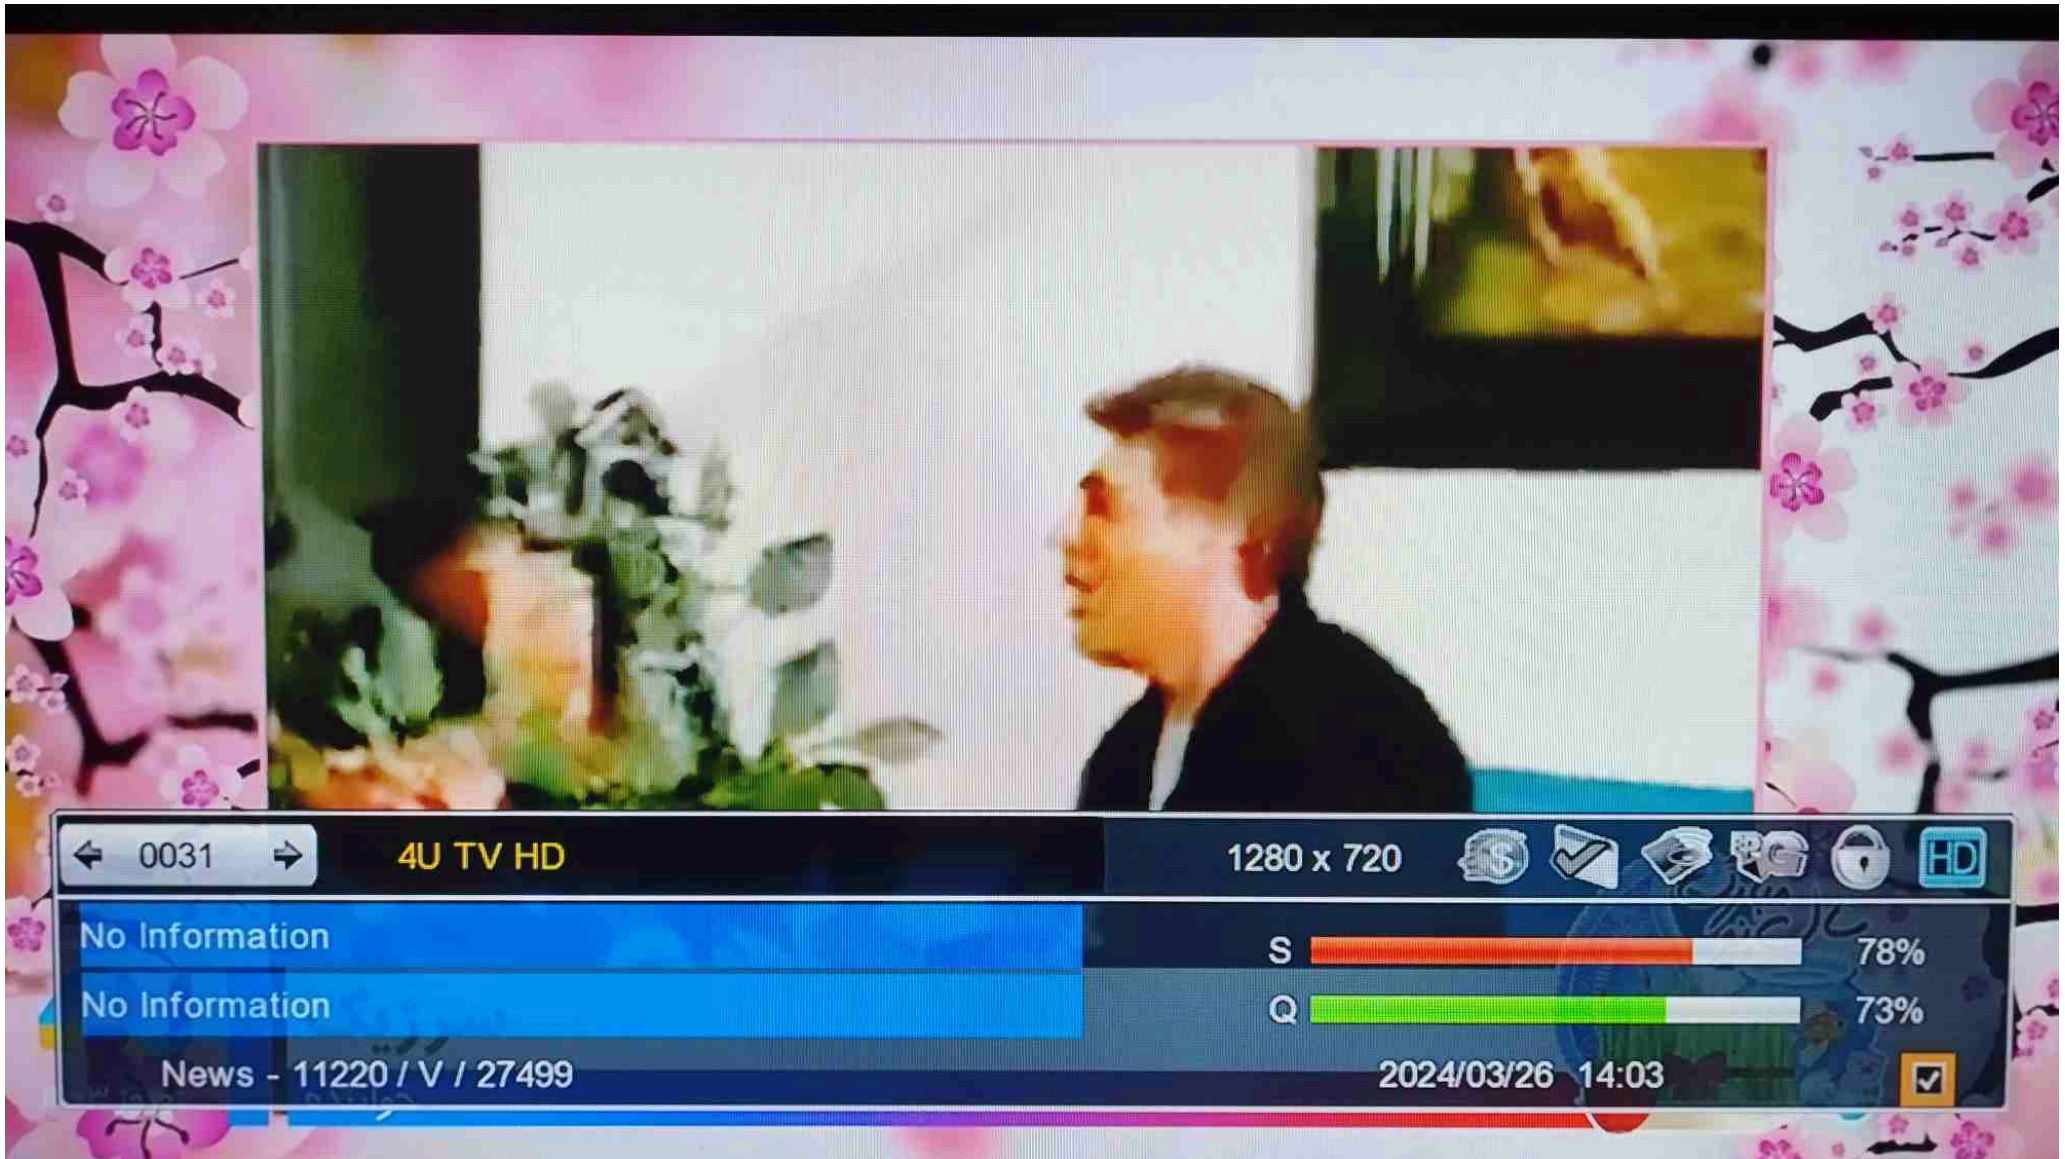 0031 4U TV HD 1280 x 720 HD
No Information
S 78%
No Information
Q 73%
News - 11220 / V / 27499 2024/03/26 14:03